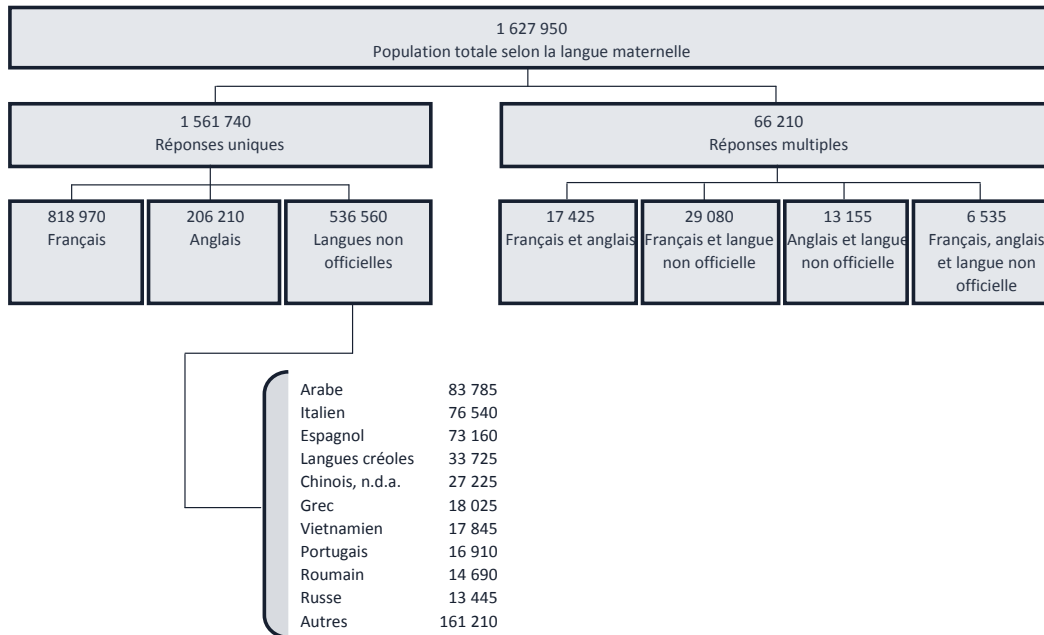 1 627 950
Population totale selon la langue maternelle
1 561 740
Réponses uniques
66 210
Réponses multiples
818 970
Français
206 210
Anglais
536 560
Langues non
officielles
17 425
Français et anglais
29 080
Français et langue
non officielle
13 155
Anglais et langue
non officielle
6 535
Français, anglais
et langue non
officielle
Arabe 83 785
Italien 76 540
Espagnol 73 160
Langues créoles 33 725
Chinois, n.d.a. 27 225
Grec 18 025
Vietnamien 17 845
Portugais 16 910
Roumain 14 690
Russe 13 445
Autres 161 210